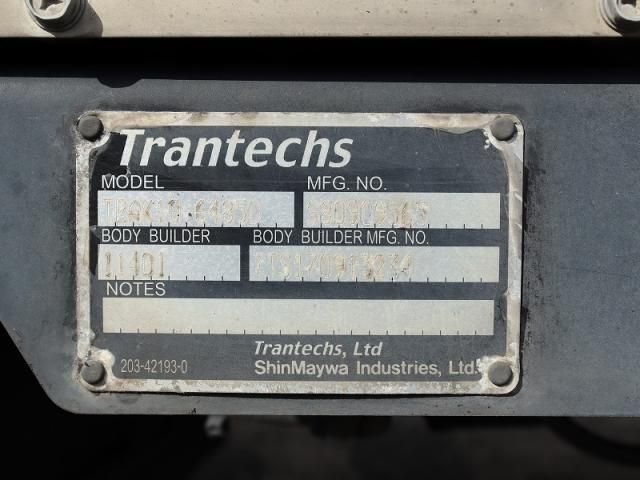 Trantechs
MODEL MFG. NO.
BODY BUILDER BODY BUILDER MFG. NO.
11401
NOTES
Trantechs, Ltd
203-42193-0 ShinMaywa Industries, Ltd.